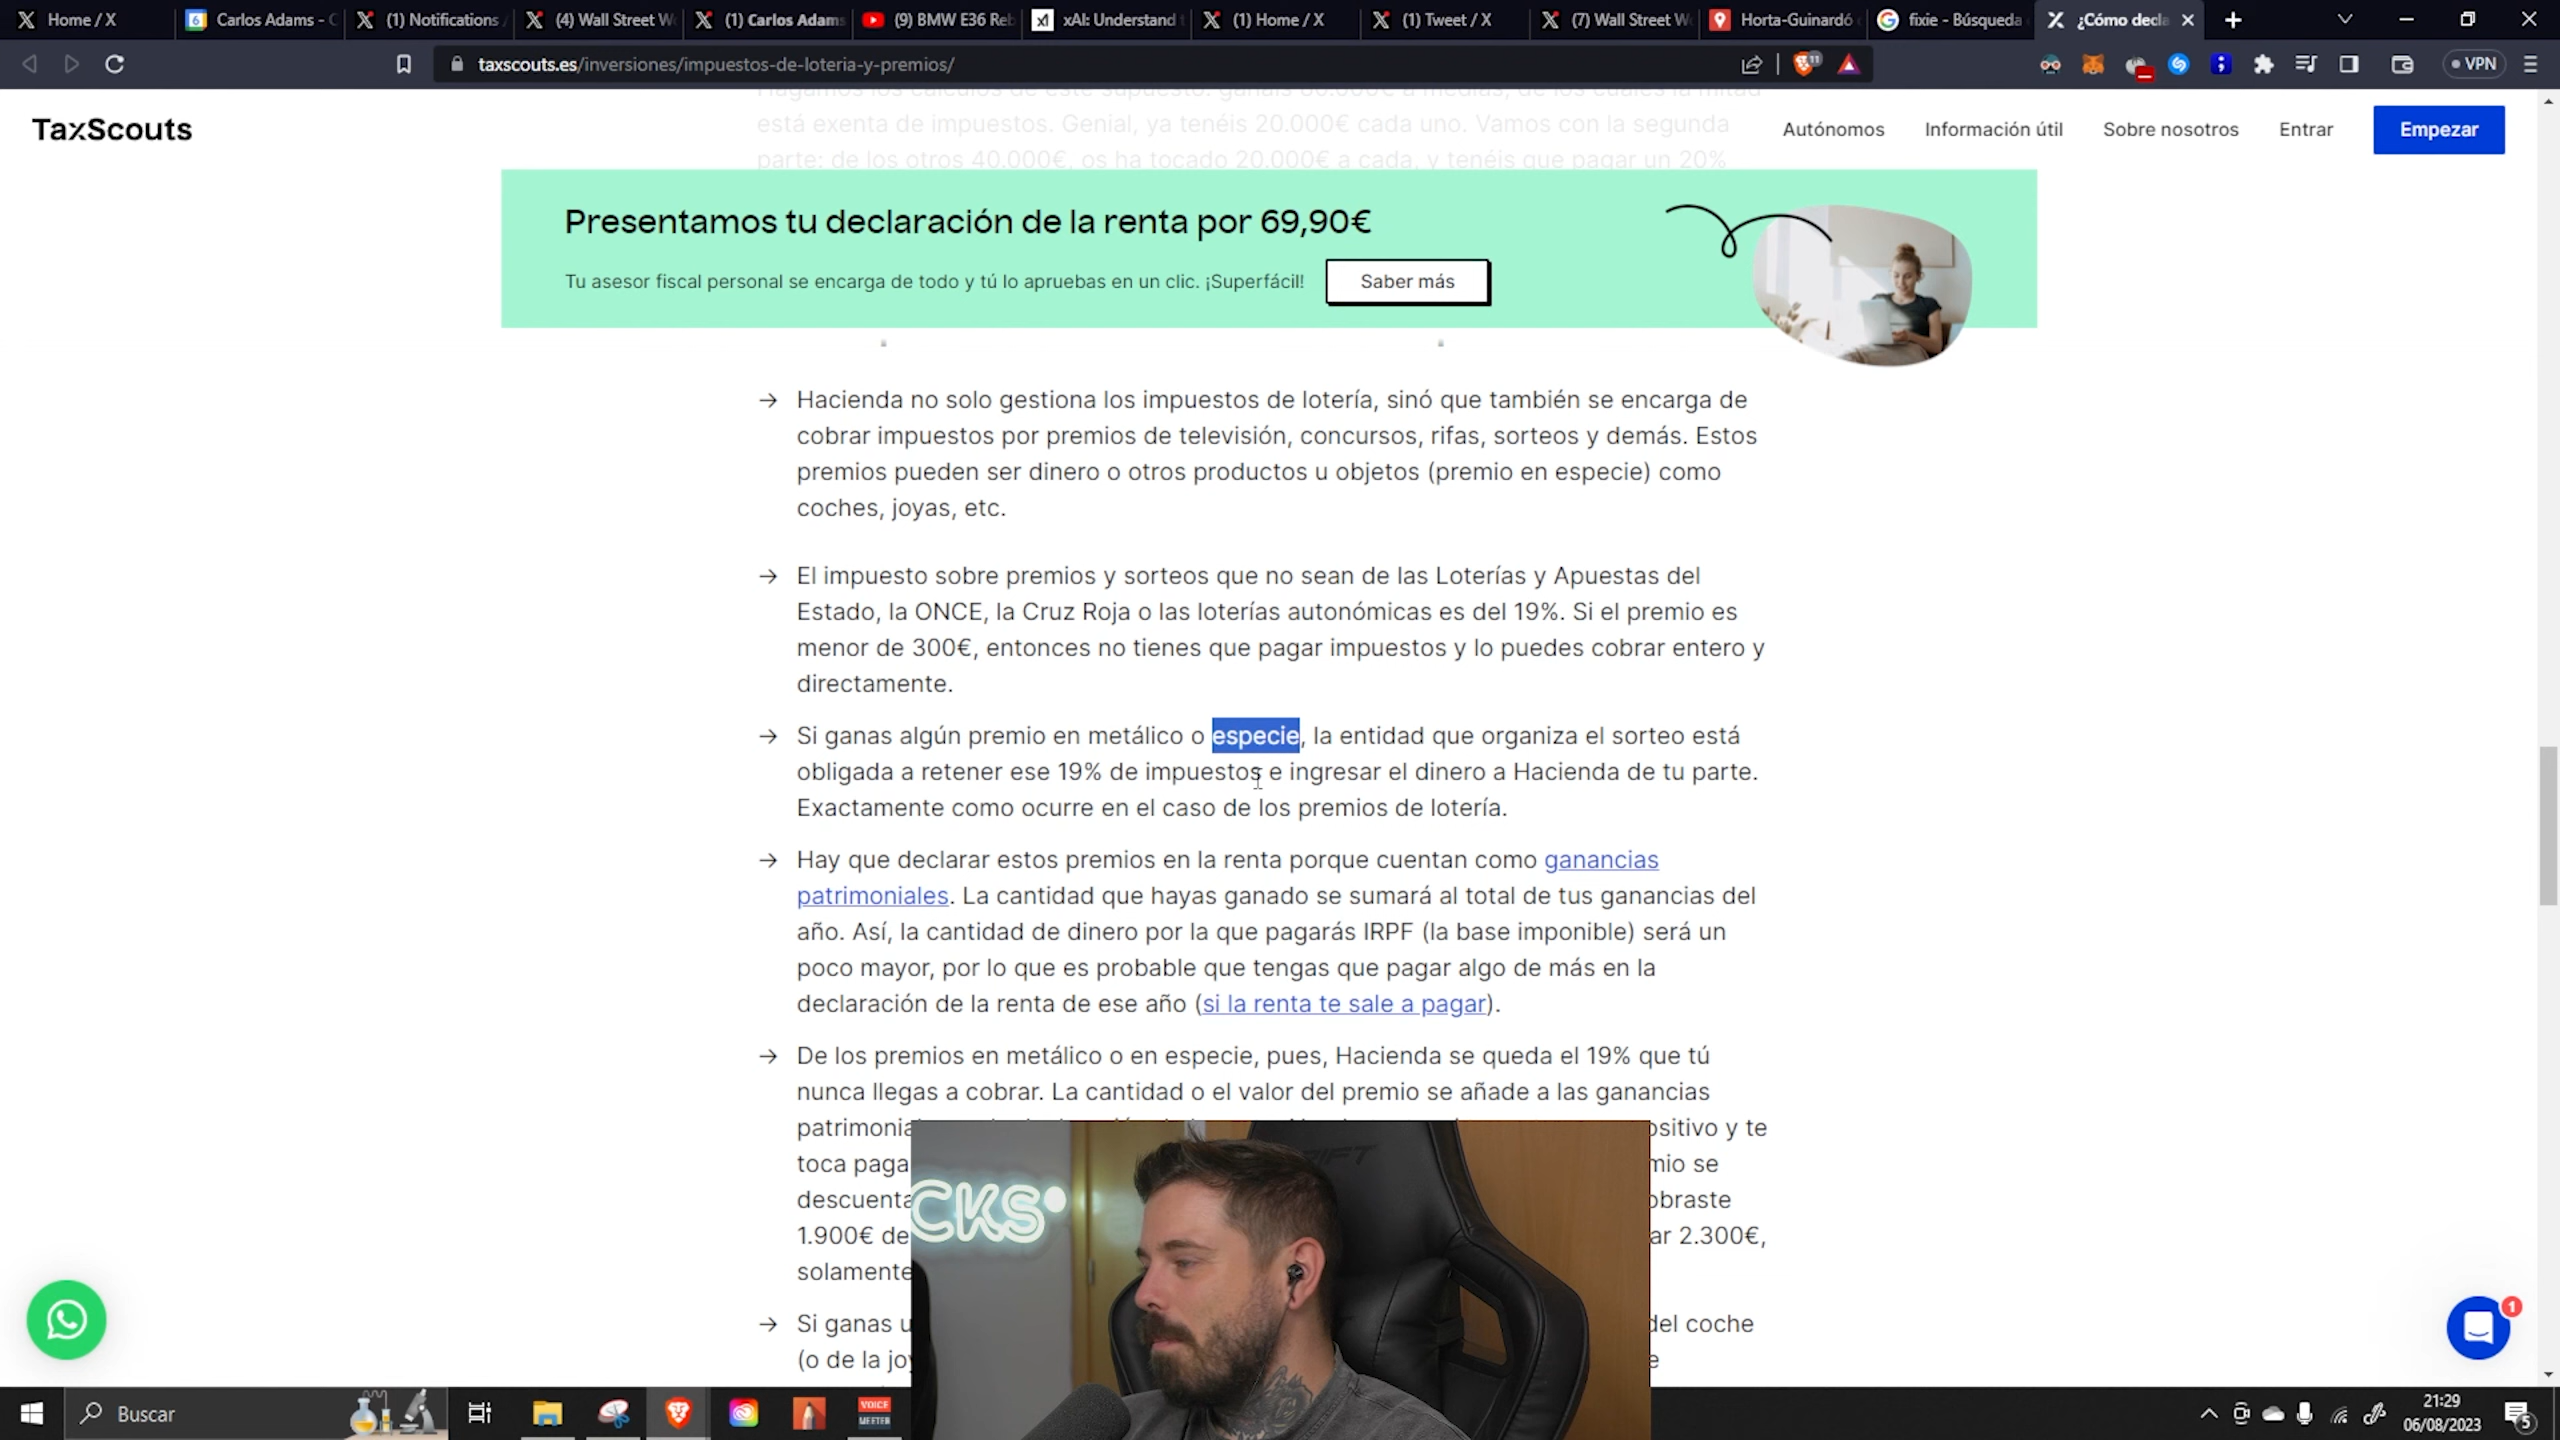 Home / X
Carlos Adams - C
(1) Notifications /
(4) Wall Street W
(1) Carlos Adams
(9) BMW E36 Reb
xAI: Understand t
(1) Home / X
(1) Tweet / X
(7) Wall Street W
Horta-Guinardó
fixie - Búsqueda
¿Cómo decla
taxscouts.es/inversiones/impuestos-de-loteria-y-premios/
11
VPN
TaxScouts
Autónomos
Información útil
Sobre nosotros
Entrar
Empezar
está exenta de impuestos. Genial, ya tenéis 20.000€ cada uno. Vamos con la segunda
parte: de los otros 40.000€, os ha tocado 20.000€ a cada, y tenéis que pagar un 20%
Presentamos tu declaración de la renta por 69,90€
Tu asesor fiscal personal se encarga de todo y tú lo apruebas en un clic. ¡Superfácil!
Saber más
→ Hacienda no solo gestiona los impuestos de lotería, sinó que también se encarga de
cobrar impuestos por premios de televisión, concursos, rifas, sorteos y demás. Estos
premios pueden ser dinero o otros productos u objetos (premio en especie) como
coches, joyas, etc.
→ El impuesto sobre premios y sorteos que no sean de las Loterías y Apuestas del
Estado, la ONCE, la Cruz Roja o las loterías autonómicas es del 19%. Si el premio es
menor de 300€, entonces no tienes que pagar impuestos y lo puedes cobrar entero y
directamente.
→ Si ganas algún premio en metálico o especie, la entidad que organiza el sorteo está
obligada a retener ese 19% de impuestos e ingresar el dinero a Hacienda de tu parte.
Exactamente como ocurre en el caso de los premios de lotería.
→ Hay que declarar estos premios en la renta porque cuentan como ganancias
patrimoniales. La cantidad que hayas ganado se sumará al total de tus ganancias del
año. Así, la cantidad de dinero por la que pagarás IRPF (la base imponible) será un
poco mayor, por lo que es probable que tengas que pagar algo de más en la
declaración de la renta de ese año (si la renta te sale a pagar).
→ De los premios en metálico o en especie, pues, Hacienda se queda el 19% que tú
nunca llegas a cobrar. La cantidad o el valor del premio se añade a las ganancias
patrimonia ositivo y te
toca paga mio se
descuenta obraste
1.900€ de ar 2.300€,
solamente
→ Si ganas u del coche
(o de la joy e
CKS
1
Buscar
VOICE
MEETER
21:29
06/08/2023
5